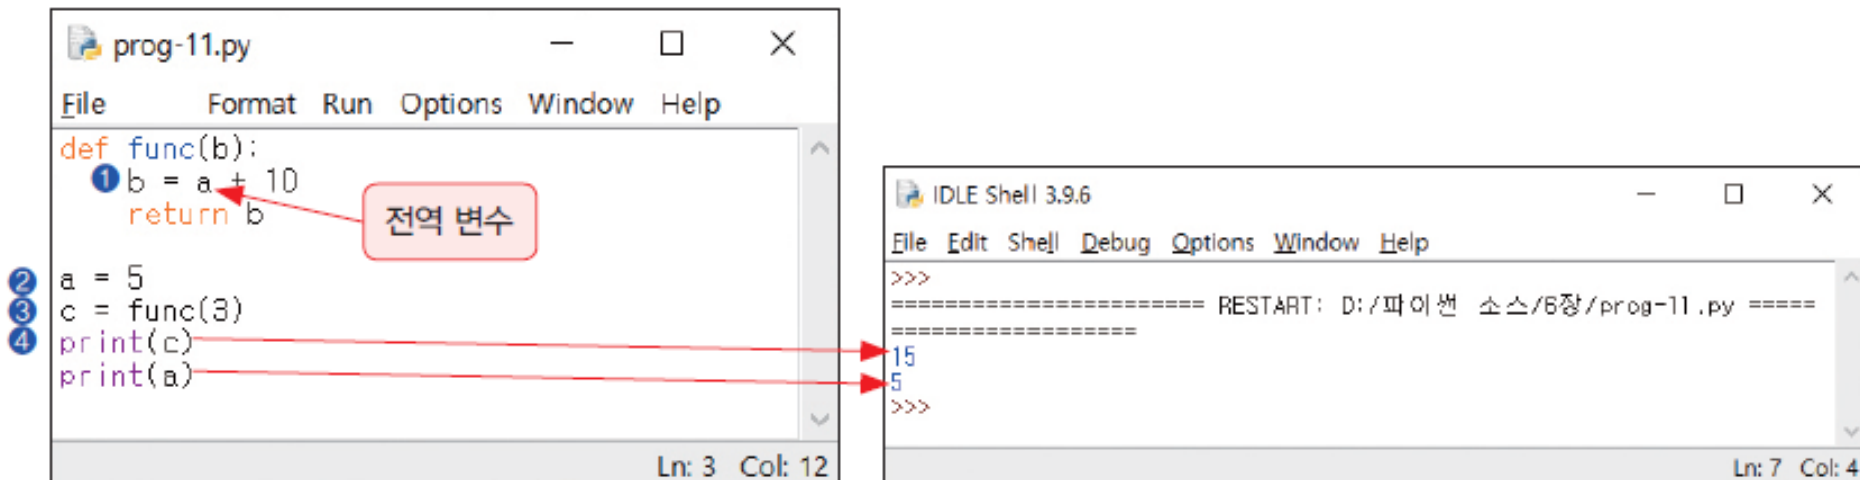 prog-11.py
File Format Run Options Window Help
def func(b):
❶ b = a + 10
return b
전역 변수
❷ a = 5
❸ c = func(3)
❹ print(c)
print(a)
Ln: 3 Col: 12
IDLE Shell 3.9.6
File Edit Shell Debug Options Window Help
>>>
======================= RESTART: D:/파이썬 소스/6장/prog-11.py =====
==================
15
5
>>>
Ln: 7 Col: 4